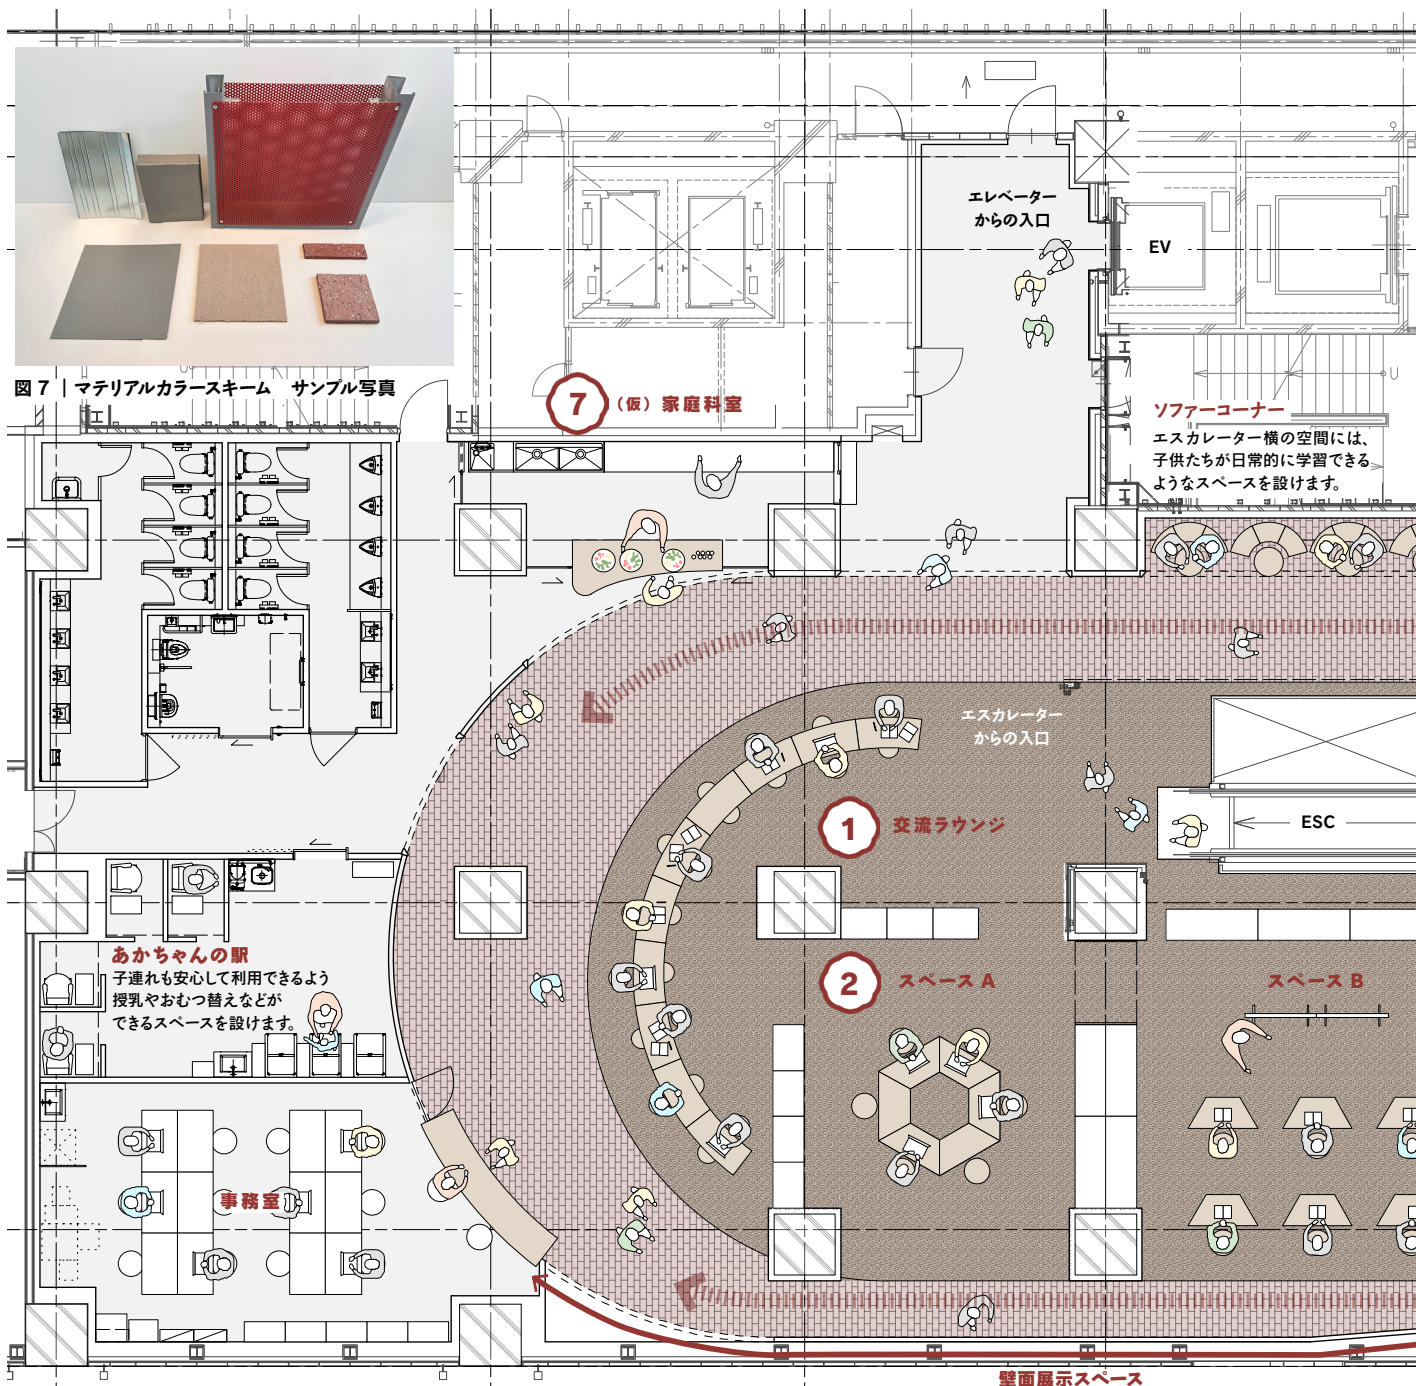 図 7 | マテリアルカラースキーム　サンプル写真
エレベーター
からの入口
EV
7
（仮）家庭科室
U
ソファーコーナー
エスカレーター横の空間には、
子供たちが日常的に学習できる
ようなスペースを設けます。
エスカレーター
からの入口
1
交流ラウンジ
ESC
あかちゃんの駅
子連れも安心して利用できるよう
授乳やおむつ替えなどが
できるスペースを設けます。
2
スペース A
スペース B
事務室
壁面展示スペース